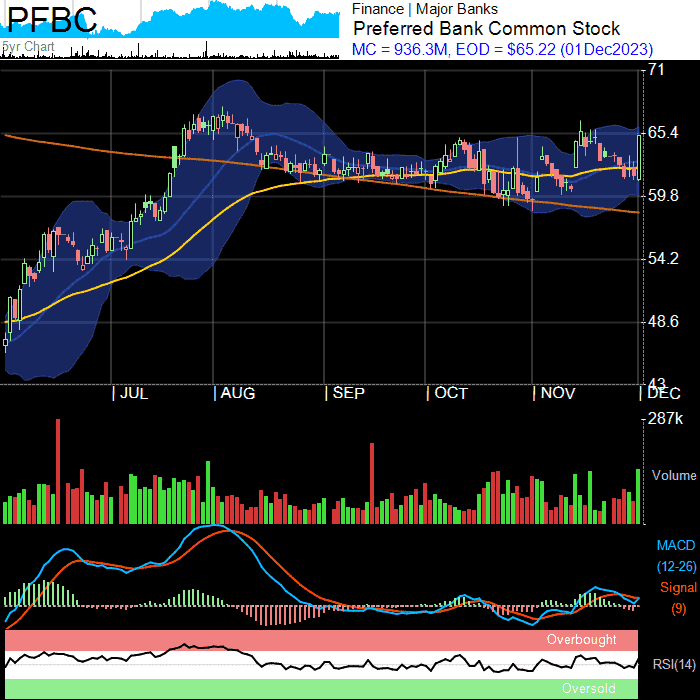 PFBC
5yr Chart
Finance | Major Banks
Preferred Bank Common Stock
MC = 936.3M, EOD = $65.22 (01Dec2023)
71
65.4
59.8
54.2
48.6
43
JUL AUG SEP OCT NOV DEC
287k
Volume
MACD
(12-26)
Signal
(9)
Overbought
RSI(14)
Oversold